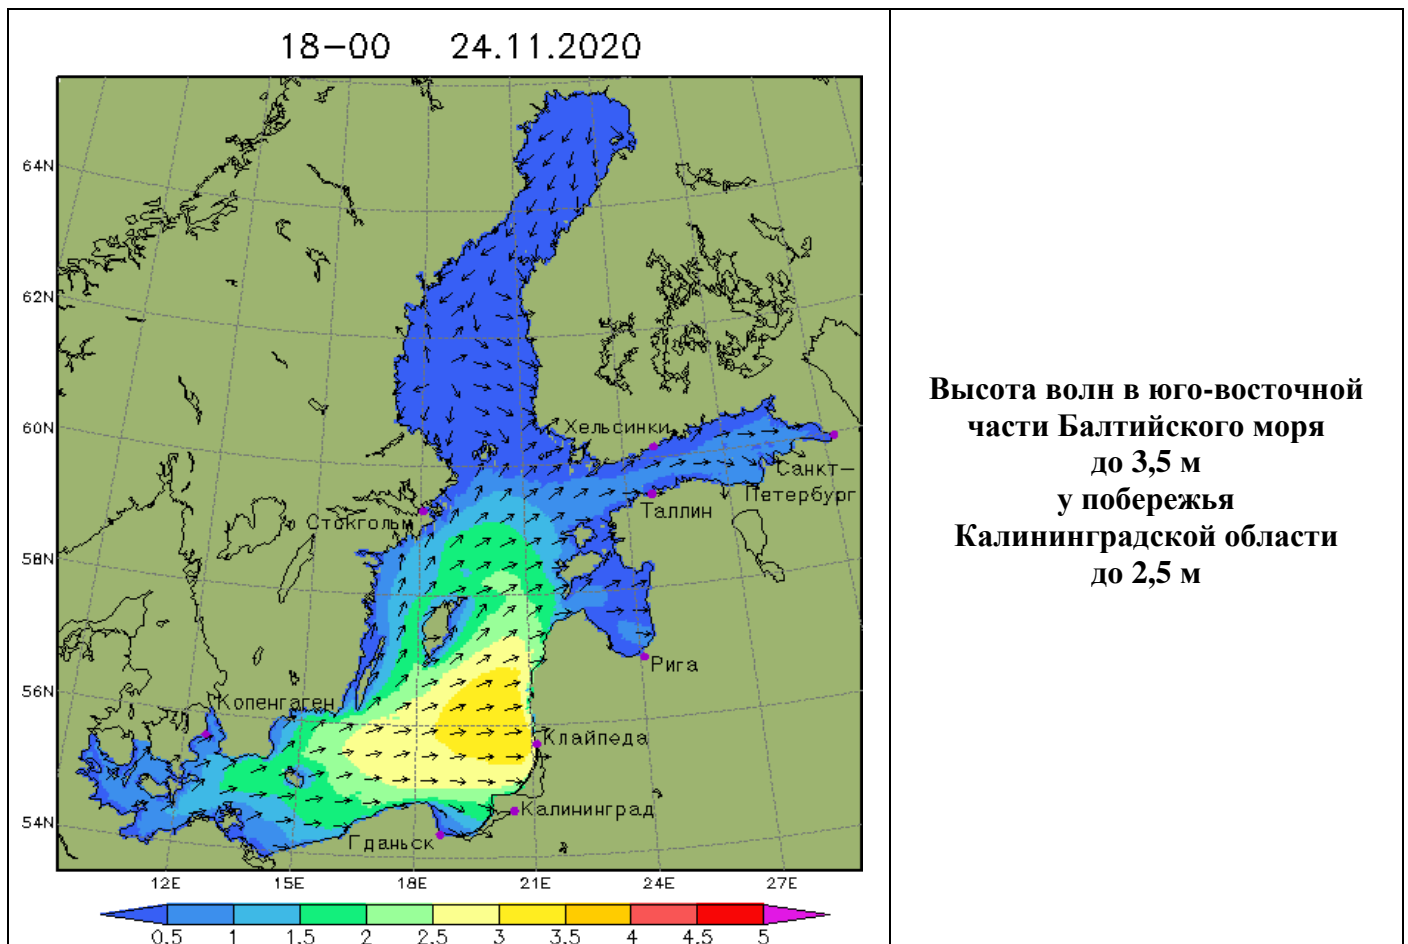 18-00 24.11.2020
64N
62N
60N
58N
56N
54N
Хельсинки
Санкт-
Петербург
Таллин
Стокгольм
Рига
Копенгаген
Клайпеда
Калининград
Гданьск
12E 15E 18E 21E 24E 27E
0.5 1 1.5 2 2.5 3 3.5 4 4.5 5
Высота волн в юго-восточной
части Балтийского моря
до 3,5 м
у побережья
Калининградской области
до 2,5 м